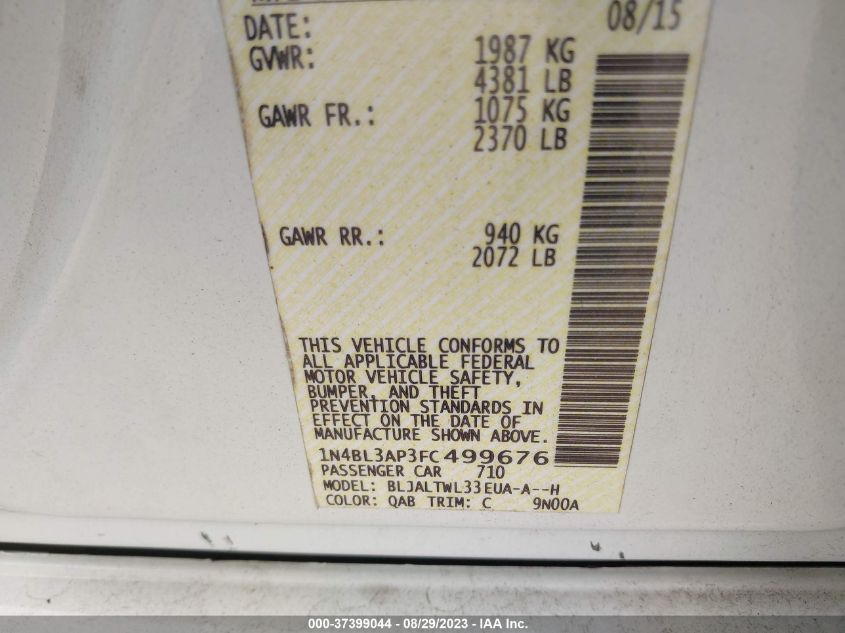 DATE: 08/15
GVWR: 1987 KG
4381 LB
GAWR FR.: 1075 KG
2370 LB
GAWR RR.: 940 KG
2072 LB
THIS VEHICLE CONFORMS TO
ALL APPLICABLE FEDERAL
MOTOR VEHICLE SAFETY,
BUMPER, AND THEFT
PREVENTION STANDARDS IN
EFFECT ON THE DATE OF
MANUFACTURE SHOWN ABOVE.
1N4BL3AP3FC499676
PASSENGER CAR 710
MODEL: BLJALTWL33EUA-A--H
COLOR: QAB TRIM: C 9N00A
000-37399044 - 08/29/2023 - IAA Inc.